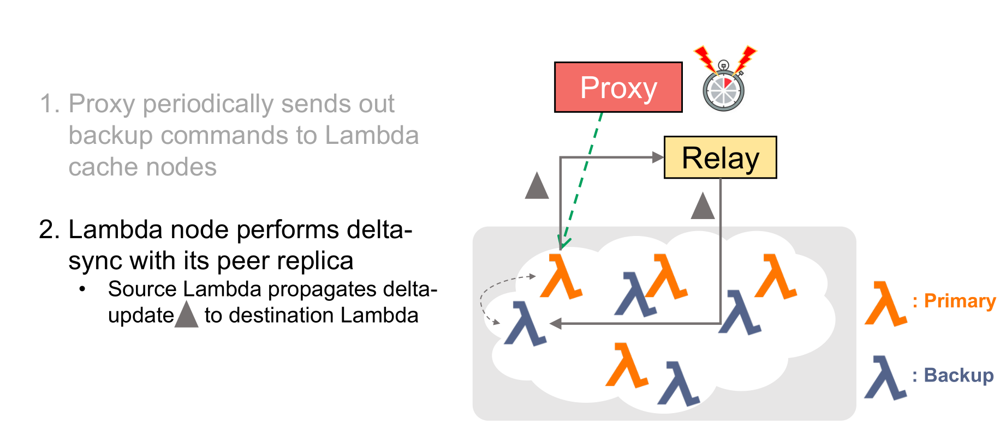 1. Proxy periodically sends out
backup commands to Lambda
cache nodes
2. Lambda node performs delta-
sync with its peer replica
• Source Lambda propagates delta-
update to destination Lambda
Proxy
Relay
λ λ λ
λ λ λ
λ λ
λ : Primary
λ : Backup